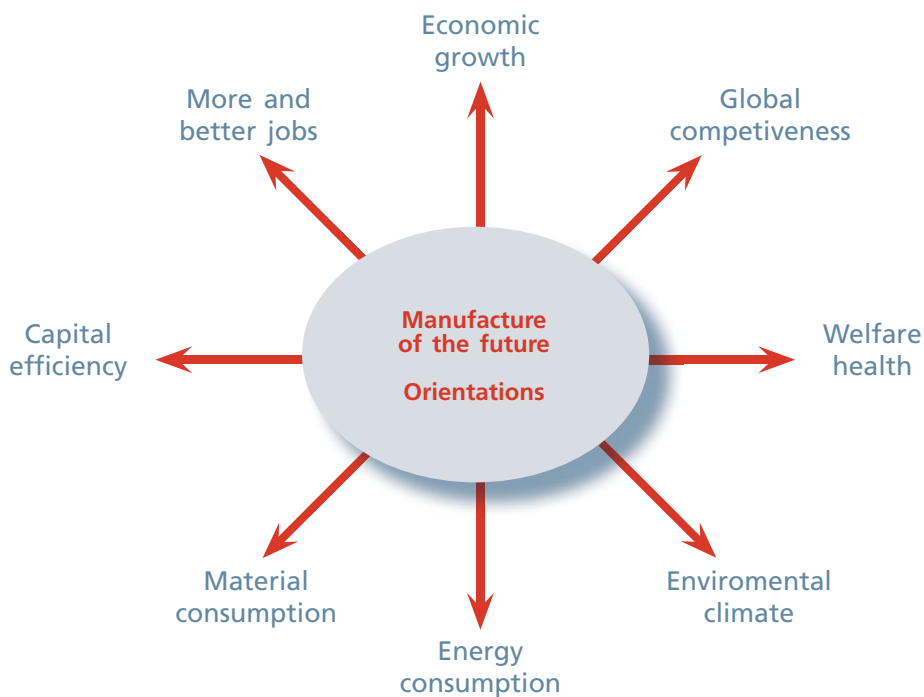 Economic
growth
More and
better jobs
Global
competiveness
Manufacture
of the future
Orientations
Capital
efficiency
Welfare
health
Material
consumption
Enviromental
climate
Energy
consumption